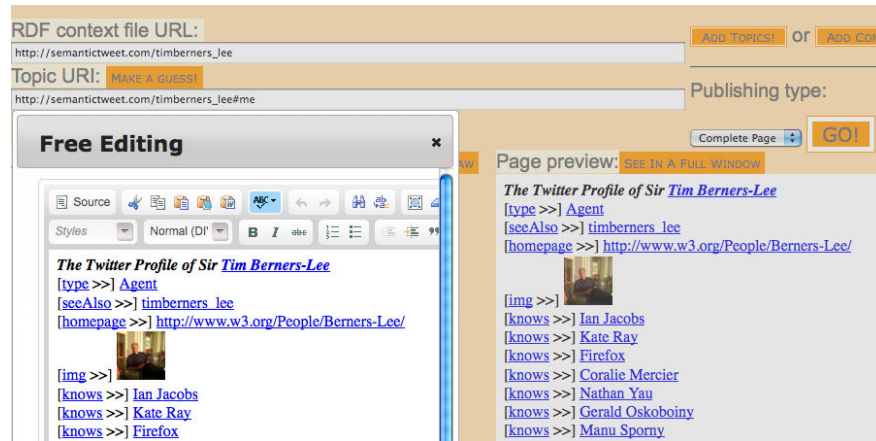 RDF context file URL:
http://semantictweet.com/timberners_lee
ADD TOPICS! or ADD CON
Topic URI: MAKE A GUESS!
http://semantictweet.com/timberners_lee#me
Publishing type:
Complete Page GO!
Free Editing ×
AW
Source ABC
Styles Normal (DI' B I abc
The Twitter Profile of Sir Tim Berners-Lee
[type >>] Agent
[seeAlso >>] timberners_lee
[homepage >>] http://www.w3.org/People/Berners-Lee/
[img >>]
[knows >>] Ian Jacobs
[knows >>] Kate Ray
[knows >>] Firefox
Page preview: SEE IN A FULL WINDOW
The Twitter Profile of Sir Tim Berners-Lee
[type >>] Agent
[seeAlso >>] timberners_lee
[homepage >>] http://www.w3.org/People/Berners-Lee/
[img >>]
[knows >>] Ian Jacobs
[knows >>] Kate Ray
[knows >>] Firefox
[knows >>] Coralie Mercier
[knows >>] Nathan Yau
[knows >>] Gerald Oskoboiny
[knows >>] Manu Sporny